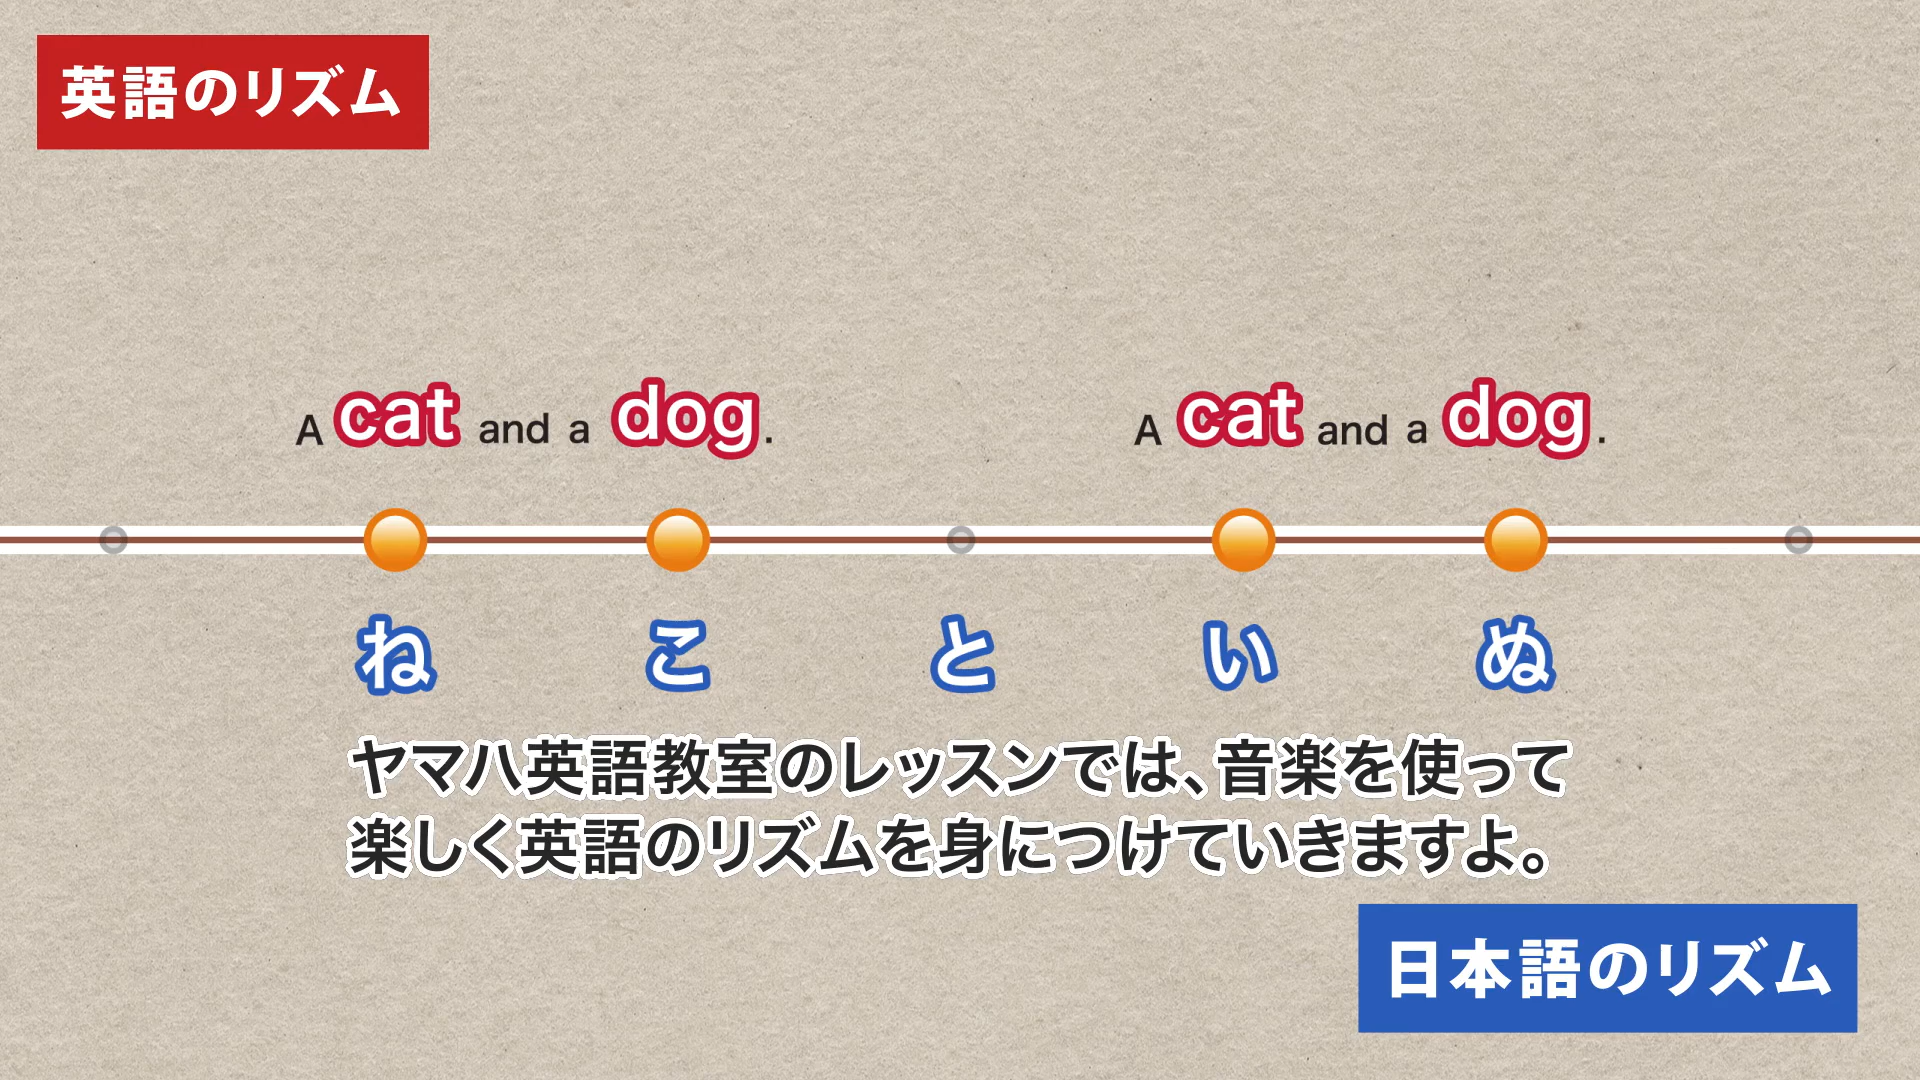 英語のリズム
A cat and a dog. A cat and a dog.
ね こ と い ぬ
ヤマハ英語教室のレッスンでは、音楽を使って
楽しく英語のリズムを身につけていきますよ。
日本語のリズム